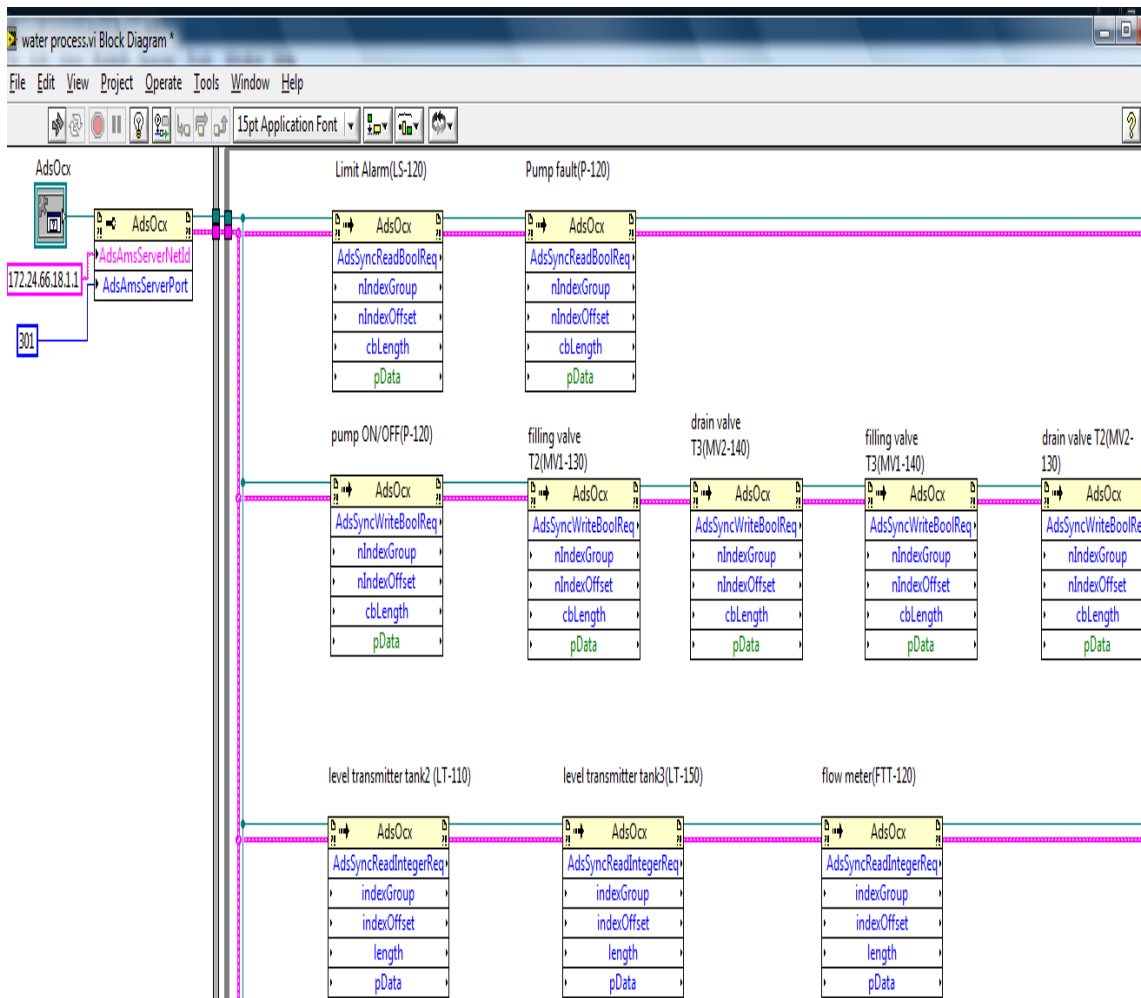 water process.vi Block Diagram *
File Edit View Project Operate Tools Window Help
15pt Application Font
?
AdsOcx
AdsOcx
AdsAmsServerNetId
AdsAmsServerPort
172.24.66.18.1.1
301
Limit Alarm(LS-120)
AdsOcx
AdsSyncReadBoolReq
nIndexGroup
nIndexOffset
cbLength
pData
Pump fault(P-120)
AdsOcx
AdsSyncReadBoolReq
nIndexGroup
nIndexOffset
cbLength
pData
pump ON/OFF(P-120)
AdsOcx
AdsSyncWriteBoolReq
nIndexGroup
nIndexOffset
cbLength
pData
filling valve
T2(MV1-130)
AdsOcx
AdsSyncWriteBoolReq
nIndexGroup
nIndexOffset
cbLength
pData
drain valve
T3(MV2-140)
AdsOcx
AdsSyncWriteBoolReq
nIndexGroup
nIndexOffset
cbLength
pData
filling valve
T3(MV1-140)
AdsOcx
AdsSyncWriteBoolReq
nIndexGroup
nIndexOffset
cbLength
pData
drain valve T2(MV2-
130)
AdsOcx
AdsSyncWriteBoolRe
nIndexGroup
nIndexOffset
cbLength
pData
level transmitter tank2 (LT-110)
AdsOcx
AdsSyncReadIntegerReq
indexGroup
indexOffset
length
pData
level transmitter tank3(LT-150)
AdsOcx
AdsSyncReadIntegerReq
indexGroup
indexOffset
length
pData
flow meter(FTT-120)
AdsOcx
AdsSyncReadIntegerReq
indexGroup
indexOffset
length
pData